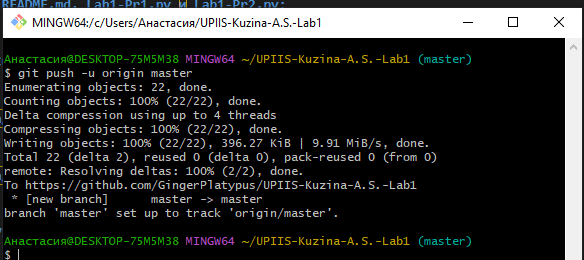 README.md, Lab1-Pr1.py и Lab1-Pr2.py:
MINGW64:/c/Users/Анастасия/UPIIS-Kuzina-A.S.-Lab1
Анастасия@DESKTOP-75M5M38 MINGW64 ~/UPIIS-Kuzina-A.S.-Lab1 (master)
$ git push -u origin master
Enumerating objects: 22, done.
Counting objects: 100% (22/22), done.
Delta compression using up to 4 threads
Compressing objects: 100% (22/22), done.
Writing objects: 100% (22/22), 396.27 KiB | 9.91 MiB/s, done.
Total 22 (delta 2), reused 0 (delta 0), pack-reused 0 (from 0)
remote: Resolving deltas: 100% (2/2), done.
To https://github.com/GingerPlatypus/UPIIS-Kuzina-A.S.-Lab1
 * [new branch]      master -> master
branch 'master' set up to track 'origin/master'.
Анастасия@DESKTOP-75M5M38 MINGW64 ~/UPIIS-Kuzina-A.S.-Lab1 (master)
$